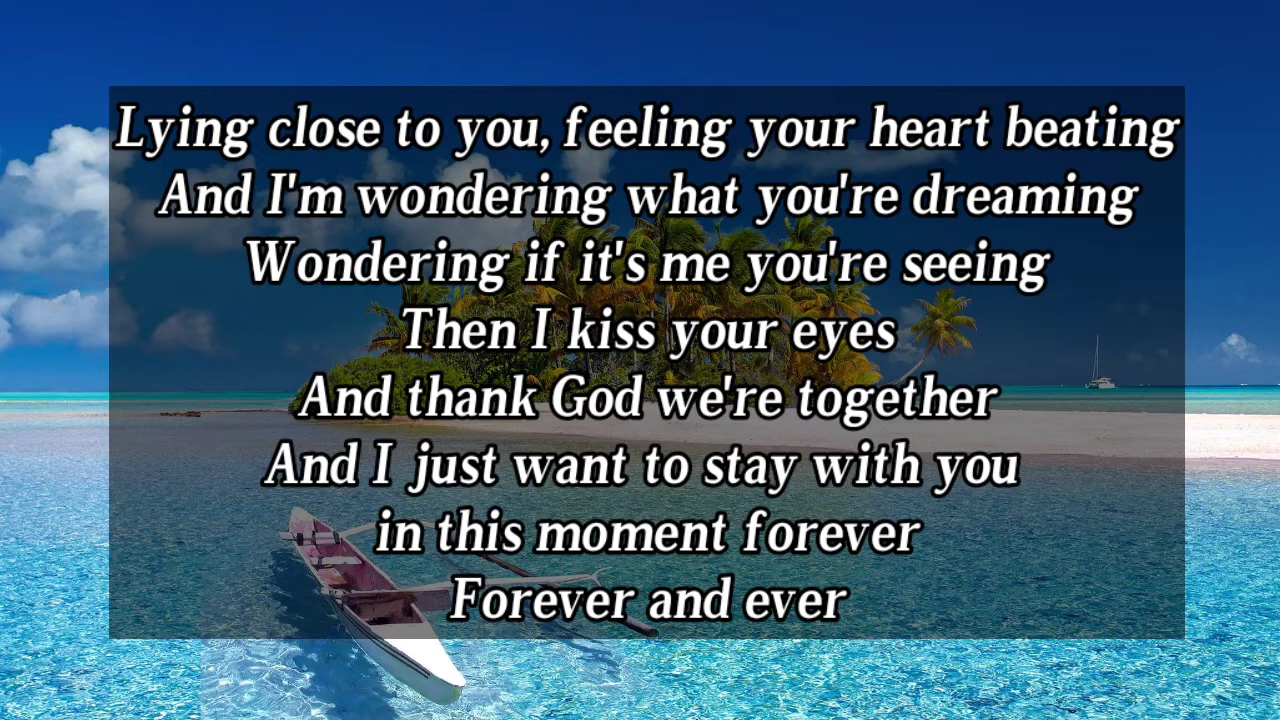 Lying close to you, feeling your heart beating
And I'm wondering what you're dreaming
Wondering if it's me you're seeing
Then I kiss your eyes
And thank God we're together
And I just want to stay with you
in this moment forever
Forever and ever